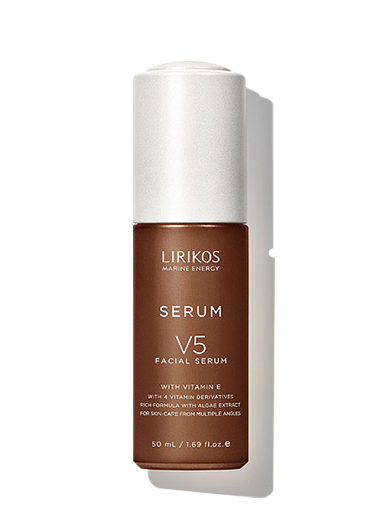 LIRIKOS
MARINE ENERGY
SERUM
V5
FACIAL SERUM
WITH VITAMIN E
WITH 4 VITAMIN DERIVATIVES
RICH FORMULA WITH ALGAE EXTRACT
FOR SKIN-CARE FROM MULTIPLE ANGLES
50 mL / 1.69 fl.oz.℮